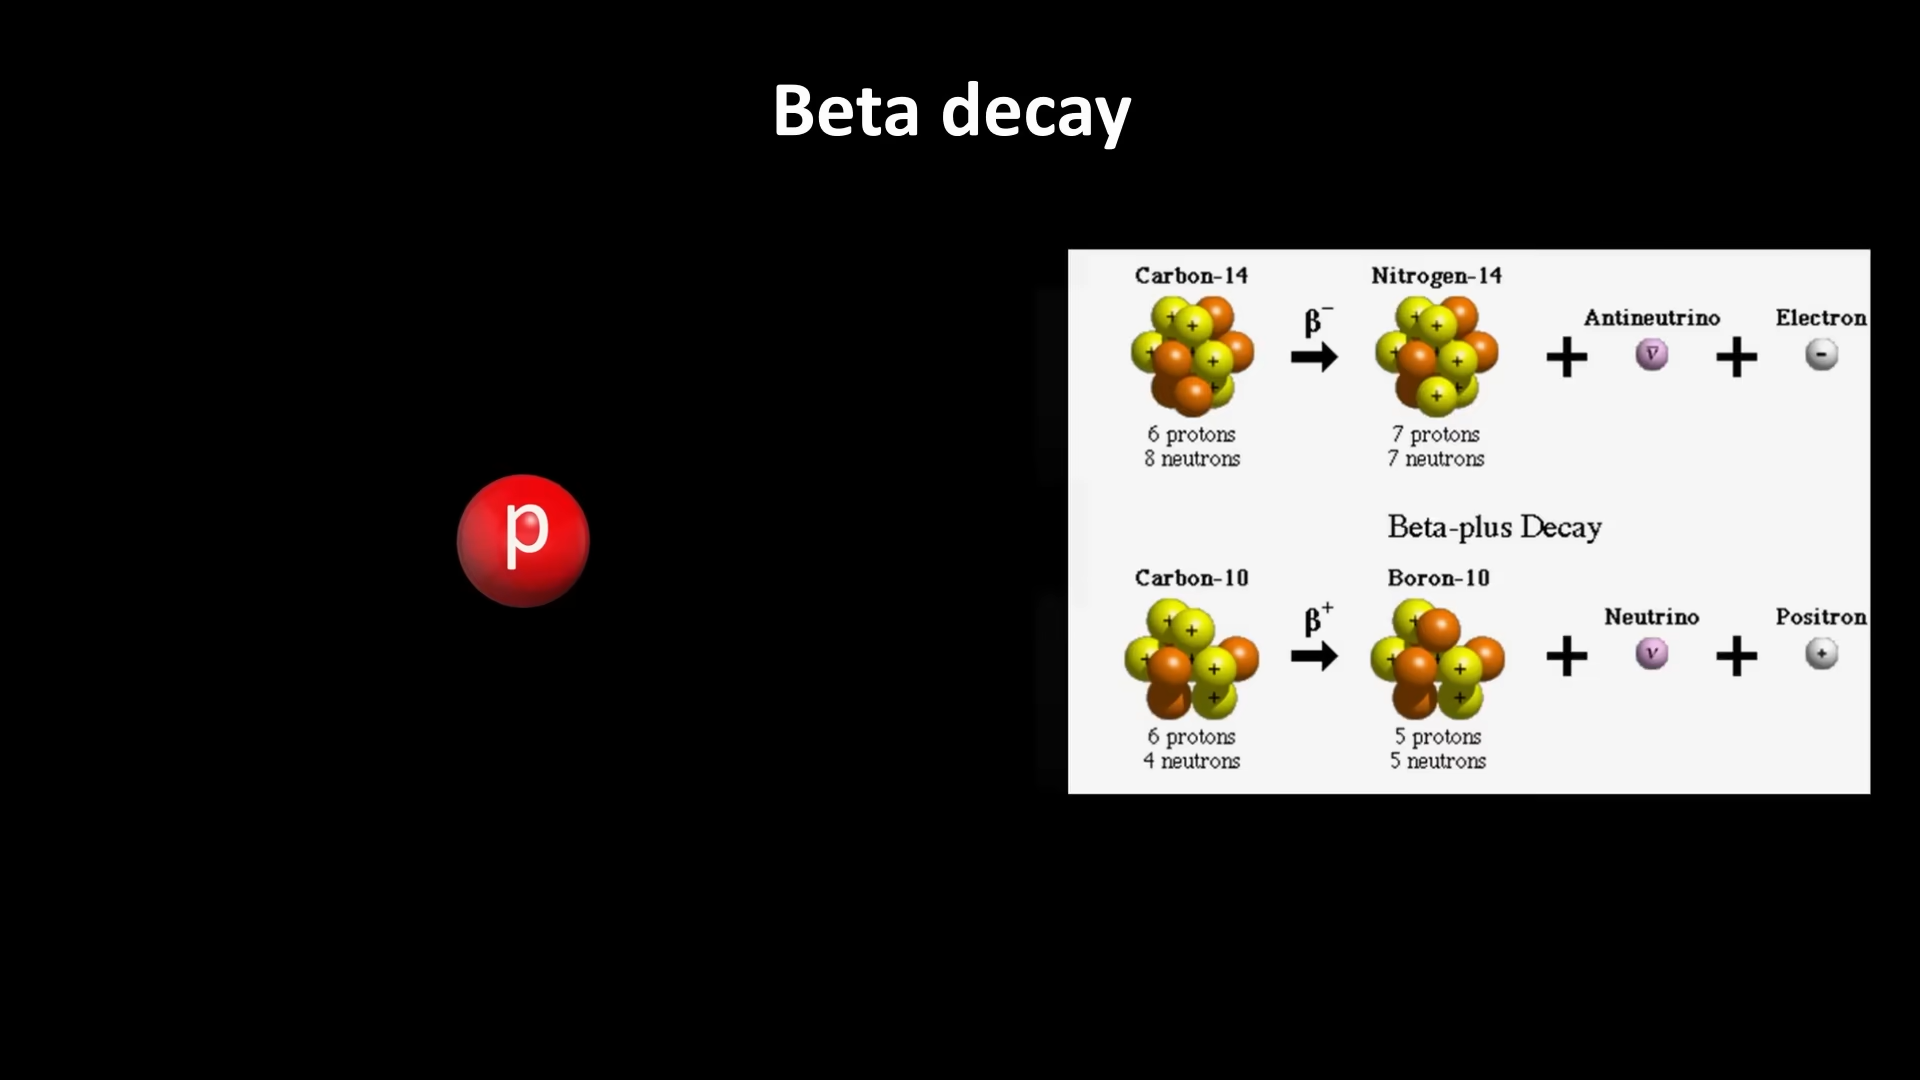 Beta decay
p
Carbon-14
Nitrogen-14
β⁻
Antineutrino
Electron
+
ν̅
+
-
6 protons
8 neutrons
7 protons
7 neutrons
Beta-plus Decay
Carbon-10
Boron-10
β⁺
Neutrino
Positron
+
ν
+
+
6 protons
4 neutrons
5 protons
5 neutrons